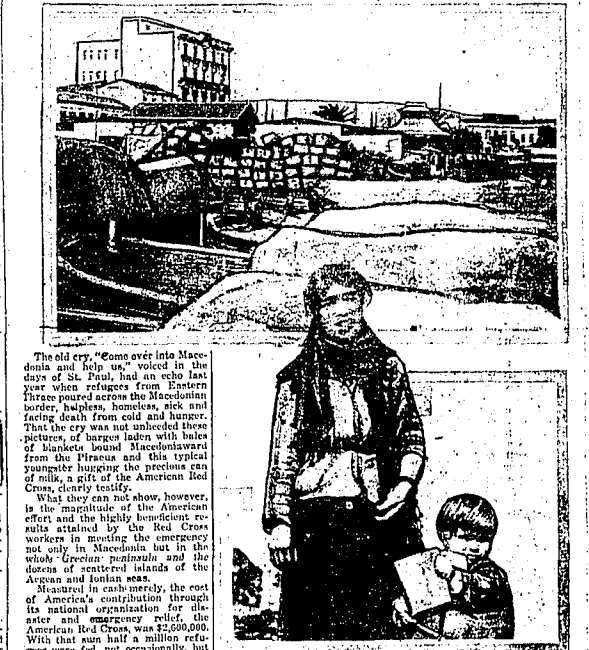 The old cry, "Come over into Mace-
donia and help us," voiced in the
days of St. Paul, had an echo last
year when refugees from Eastern
Thrace poured across the Macedonian
border, helpless, homeless, sick and
facing death from cold and hunger.
That the cry was not unheeded these
pictures, of barges laden with bales
of blankets bound Macedoniaward
from the Piraeus and this typical
youngster hugging the precious can
of milk, a gift of the American Red
Cross, clearly testify.
What they can not show, however,
is the magnitude of the American
effort and the highly beneficient re-
sults attained by the Red Cross
workers in meeting the emergency
not only in Macedonia but in the
whole Grecian peninsula and the
dozens of scattered islands of the
Aegean and Ionian seas.
Measured in cash merely, the cost
of America's contribution through
its national organization for dis-
aster and emergency relief, the
American Red Cross, was $2,600,000.
With that sum half a million refu-
gees were fed, not occasionally, but